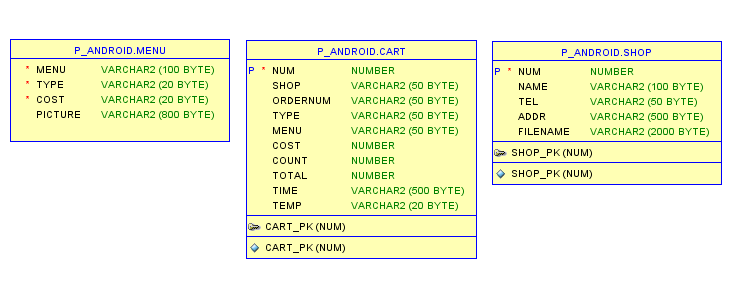 P_ANDROID.MENU
* MENU VARCHAR2 (100 BYTE)
* TYPE VARCHAR2 (20 BYTE)
* COST VARCHAR2 (20 BYTE)
PICTURE VARCHAR2 (800 BYTE)
P_ANDROID.CART
P * NUM NUMBER
SHOP VARCHAR2 (50 BYTE)
ORDERNUM VARCHAR2 (50 BYTE)
TYPE VARCHAR2 (50 BYTE)
MENU VARCHAR2 (50 BYTE)
COST NUMBER
COUNT NUMBER
TOTAL NUMBER
TIME VARCHAR2 (500 BYTE)
TEMP VARCHAR2 (20 BYTE)
CART_PK (NUM)
CART_PK (NUM)
P_ANDROID.SHOP
P * NUM NUMBER
NAME VARCHAR2 (100 BYTE)
TEL VARCHAR2 (50 BYTE)
ADDR VARCHAR2 (500 BYTE)
FILENAME VARCHAR2 (2000 BYTE)
SHOP_PK (NUM)
SHOP_PK (NUM)